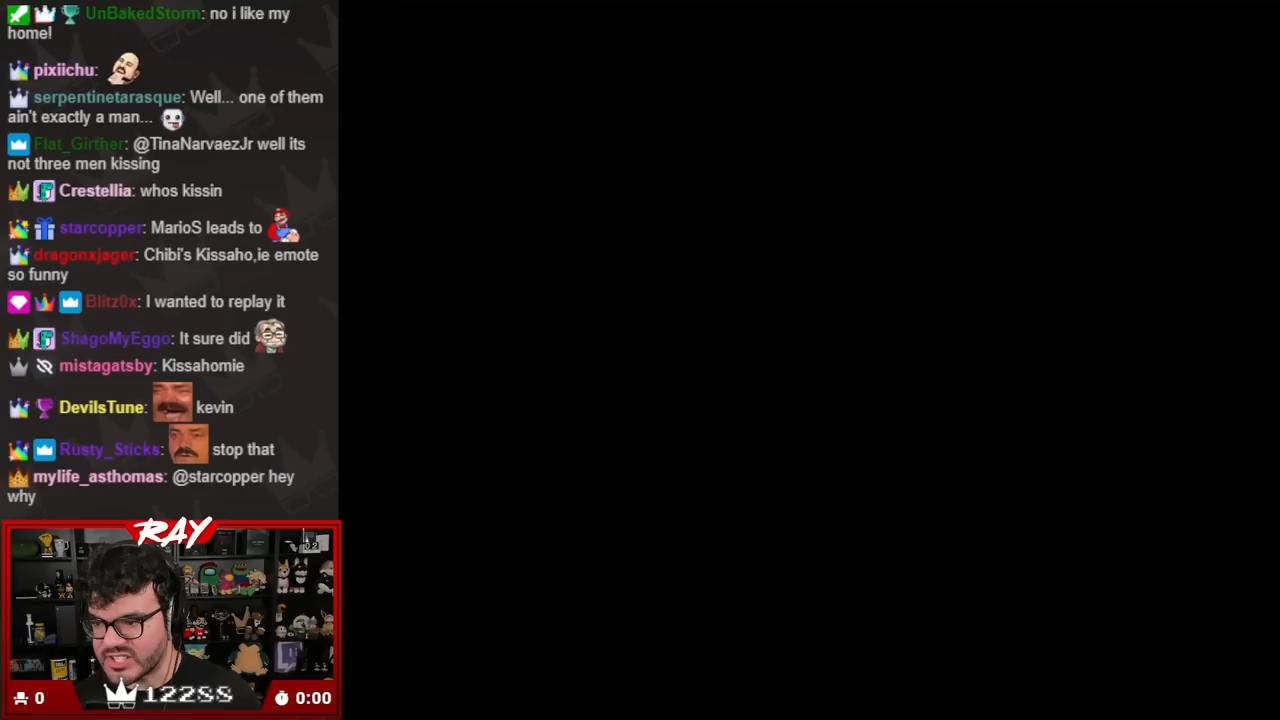 UnBakedStorm: no i like my
home!
pixiichu:
serpentinetarasque: Well... one of them
ain't exactly a man...
Flat_Girther: @TinaNarvaezJr well its
not three men kissing
Crestellia: whos kissin
starcopper: MarioS leads to
dragonxjager: Chibi's Kissaho,ie emote
so funny
Blitz0x: I wanted to replay it
ShagoMyEggo: It sure did
mistagatsby: Kissahomie
DevilsTune: kevin
Rusty_Sticks: stop that
mylife_asthomas: @starcopper hey
why
RAY
0 12288 0:00